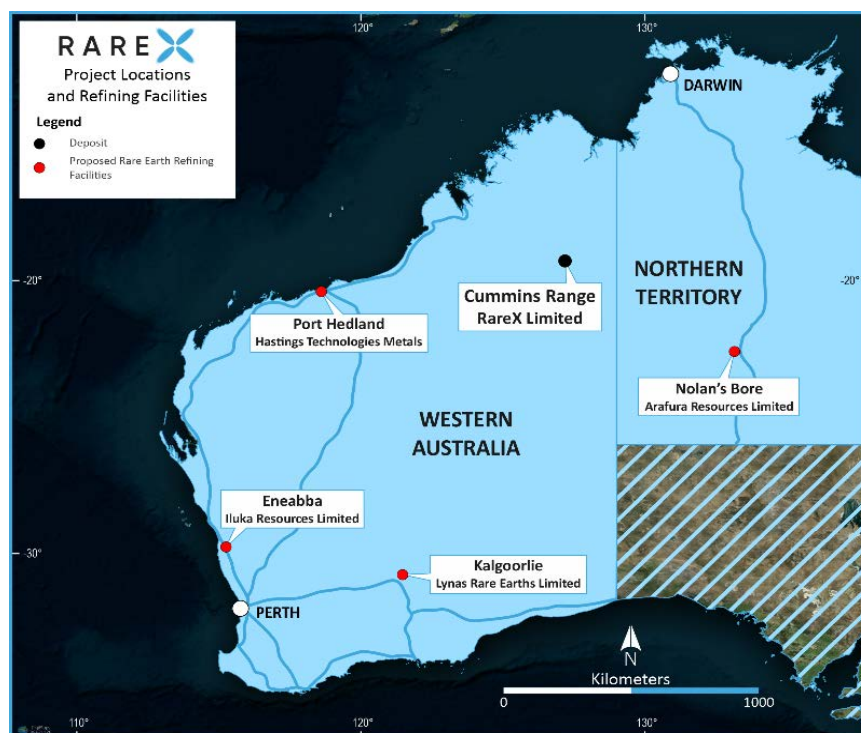 RAREX
Project Locations
and Refining Facilities
Legend
Deposit
Proposed Rare Earth Refining
Facilities
120°
130°
DARWIN
-20°
-20°
NORTHERN
TERRITORY
Cummins Range
RareX Limited
Port Hedland
Hastings Technologies Metals
Nolan's Bore
Arafura Resources Limited
WESTERN
AUSTRALIA
Eneabba
Iluka Resources Limited
-30°
Kalgoorlie
Lynas Rare Earths Limited
PERTH
N
Kilometers
0
1000
110°
120°
130°